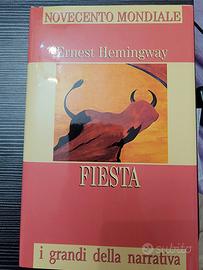 NOVECENTO MONDIALE
Ernest Hemingway
FIESTA
i grandi della narrativa
subito